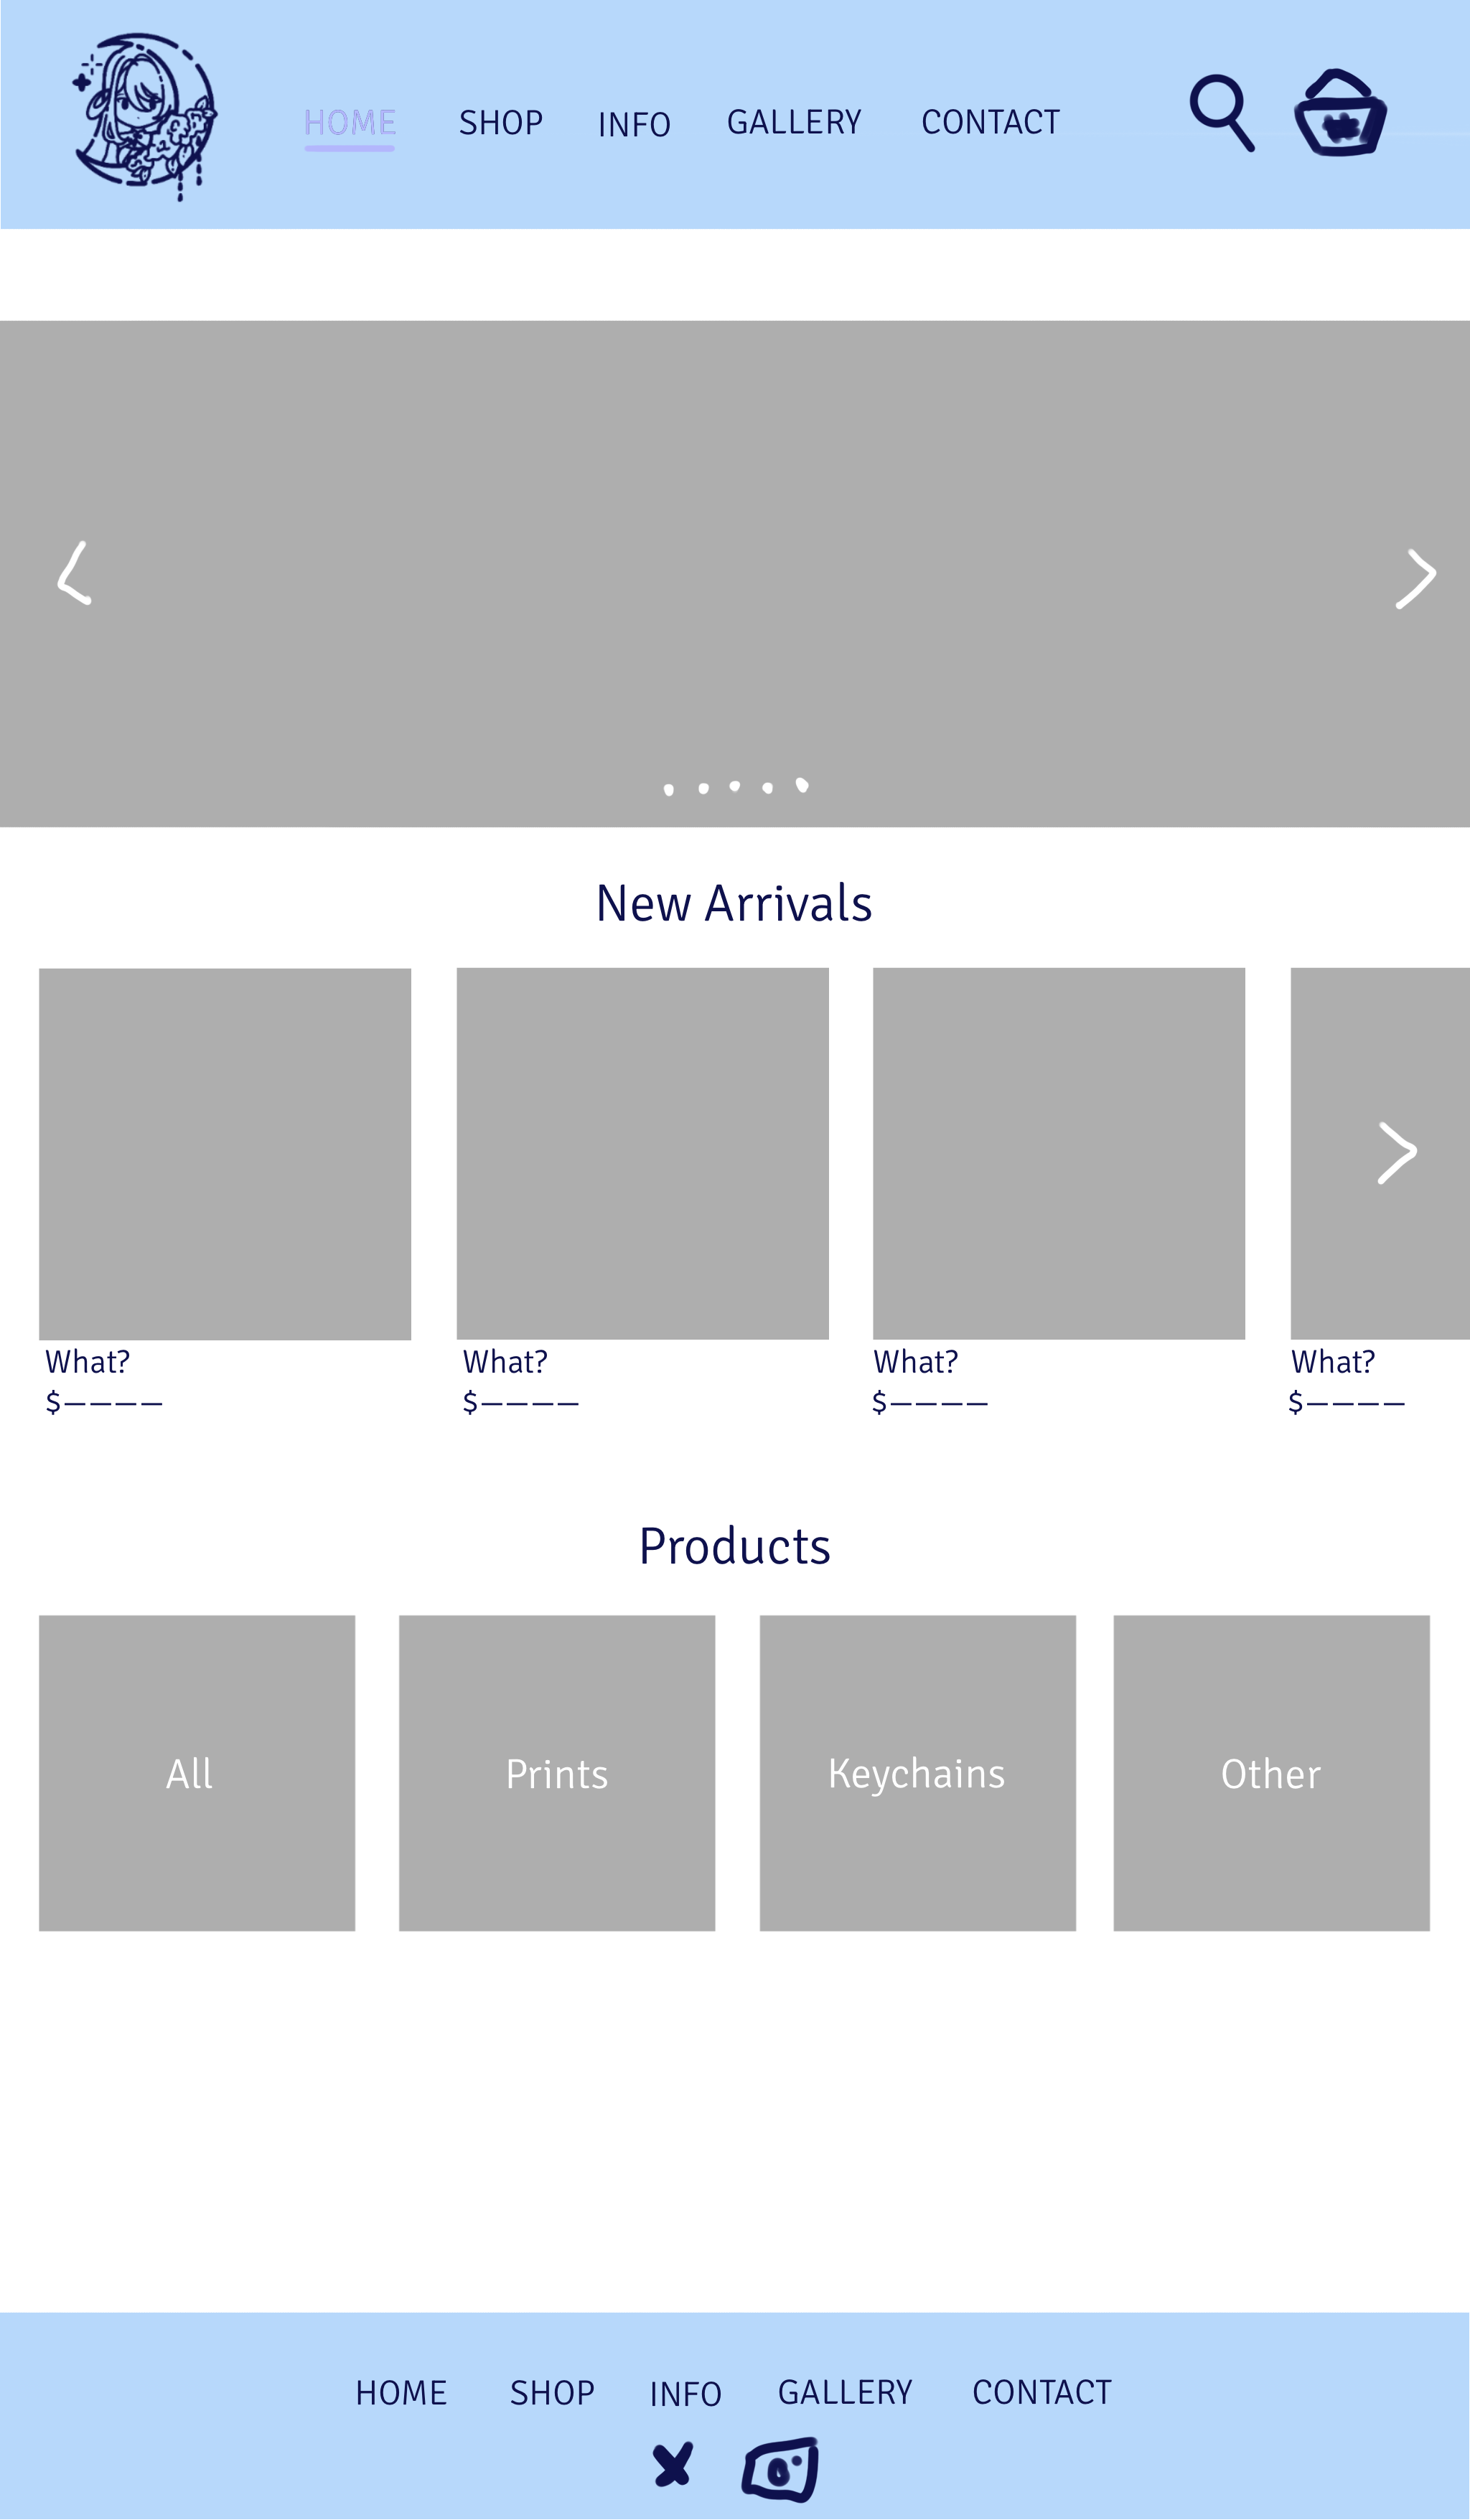 HOME SHOP INFO GALLERY CONTACT
New Arrivals
What? What? What? What?
$———— $———— $———— $————
Products
All Prints Keychains Other
HOME SHOP INFO GALLERY CONTACT